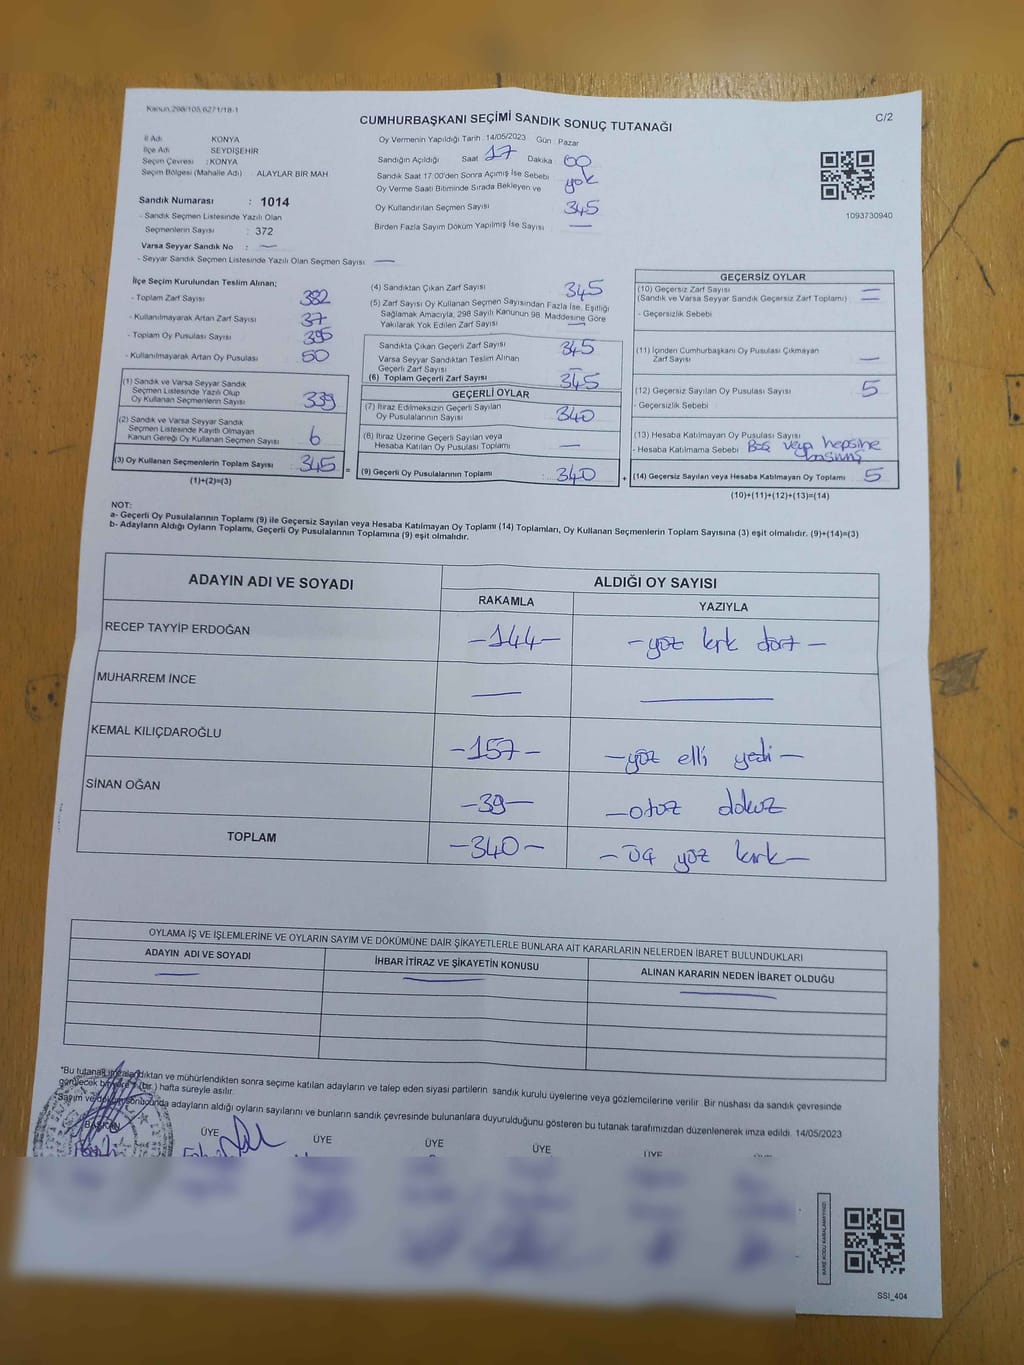 Kanun 298/105,6271/18-1
CUMHURBAŞKANI SEÇİMİ SANDIK SONUÇ TUTANAĞI
C/2
İl Adı KONYA
İlçe Adı SEYDİŞEHİR
Seçim Çevresi : KONYA
Seçim Bölgesi (Mahalle Adı) ALAYLAR BİR MAH
Sandık Numarası : 1014
- Sandık Seçmen Listesinde Yazılı Olan
Seçmenlerin Sayısı : 372
Varsa Seyyar Sandık No : —
- Seyyar Sandık Seçmen Listesinde Yazılı Olan Seçmen Sayısı —
Oy Vermenin Yapıldığı Tarih 14/05/2023 Gün Pazar
Sandığın Açıldığı Saat 17 Dakika 00
Sandık Saat 17:00'den Sonra Açımış İse Sebebi yok
Oy Verme Saati Bitiminde Sırada Bekleyen ve
Oy Kullandırılan Seçmen Sayısı 345
Birden Fazla Sayım Döküm Yapılmış İse Sayısı —
1093730940
İlçe Seçim Kurulundan Teslim Alınan;
- Toplam Zarf Sayısı 382
- Kullanılmayarak Artan Zarf Sayısı 37
- Toplam Oy Pusulası Sayısı 395
- Kullanılmayarak Artan Oy Pusulası 50
(1) Sandık ve Varsa Seyyar Sandık
Seçmen Listesinde Yazılı Olup
Oy Kullanan Seçmenlerin Sayısı 339
(2) Sandık ve Varsa Seyyar Sandık
Seçmen Listesinde Kayıtlı Olmayan
Kanun Gereği Oy Kullanan Seçmen Sayısı 6
(3) Oy Kullanan Seçmenlerin Toplam Sayısı 345 =
(1)+(2)=(3)
(4) Sandıktan Çıkan Zarf Sayısı 345
(5) Zarf Sayısı Oy Kullanan Seçmen Sayısından Fazla İse, Eşitliği
Sağlamak Amacıyla, 298 Sayılı Kanunun 98. Maddesine Göre
Yakılarak Yok Edilen Zarf Sayısı —
Sandıkta Çıkan Geçerli Zarf Sayısı 345
Varsa Seyyar Sandıktan Teslim Alınan
Geçerli Zarf Sayısı —
(6) Toplam Geçerli Zarf Sayısı 345
GEÇERLİ OYLAR
(7) İtiraz Edilmeksizin Geçerli Sayılan
Oy Pusulalarının Sayısı 340
(8) İtiraz Üzerine Geçerli Sayılan veya
Hesaba Katılan Oy Pusulası Toplamı —
(9) Geçerli Oy Pusulalarının Toplamı : 340 +
GEÇERSİZ OYLAR
(10) Geçersiz Zarf Sayısı
(Sandık ve Varsa Seyyar Sandık Geçersiz Zarf Toplamı)
- Geçersizlik Sebebi
(11) İçinden Cumhurbaşkanı Oy Pusulası Çıkmayan
Zarf Sayısı —
(12) Geçersiz Sayılan Oy Pusulası Sayısı 5
- Geçersizlik Sebebi
(13) Hesaba Katılmayan Oy Pusulası Sayısı
- Hesaba Katılmama Sebebi Boş veya hepsine
basılmış
(14) Geçersiz Sayılan veya Hesaba Katılmayan Oy Toplamı 5
(10)+(11)+(12)+(13)=(14)
NOT:
a- Geçerli Oy Pusulalarının Toplamı (9) ile Geçersiz Sayılan veya Hesaba Katılmayan Oy Toplamı (14) Toplamları, Oy Kullanan Seçmenlerin Toplam Sayısına (3) eşit olmalıdır. (9)+(14)=(3)
b- Adayların Aldığı Oyların Toplamı, Geçerli Oy Pusulalarının Toplamına (9) eşit olmalıdır.
ADAYIN ADI VE SOYADI ALDIĞI OY SAYISI
RAKAMLA YAZIYLA
RECEP TAYYİP ERDOĞAN –144– –yüz kırk dört –
MUHARREM İNCE — —
KEMAL KILIÇDAROĞLU –157– –yüz elli yedi –
SİNAN OĞAN –39– –otuz dokuz
TOPLAM –340– – üç yüz kırk –
OYLAMA İŞ VE İŞLEMLERİNE VE OYLARIN SAYIM VE DÖKÜMÜNE DAİR ŞİKAYETLERLE BUNLARA AİT KARARLARIN NELERDEN İBARET BULUNDUKLARI
ADAYIN ADI VE SOYADI İHBAR İTİRAZ VE ŞİKAYETİN KONUSU ALINAN KARARIN NEDEN İBARET OLDUĞU
— — —
"Bu tutanak imzalandıktan ve mühürlendikten sonra seçime katılan adayların ve talep eden siyasi partilerin sandık kurulu üyelerine veya gözlemcilerine verilir. Bir nüshası da sandık çevresinde
görülecek bir yere 1 (bir) hafta süreyle asılır.
Sayım ve döküm sonucunda adayların aldığı oyların sayılarını ve bunların sandık çevresinde bulunanlara duyurulduğunu gösteren bu tutanak tarafımızdan düzenlenerek imza edildi. 14/05/2023
BAŞKAN ÜYE ÜYE ÜYE ÜYE ÜYE
KARE KODU KARALAMAYINIZ!
SSI_404